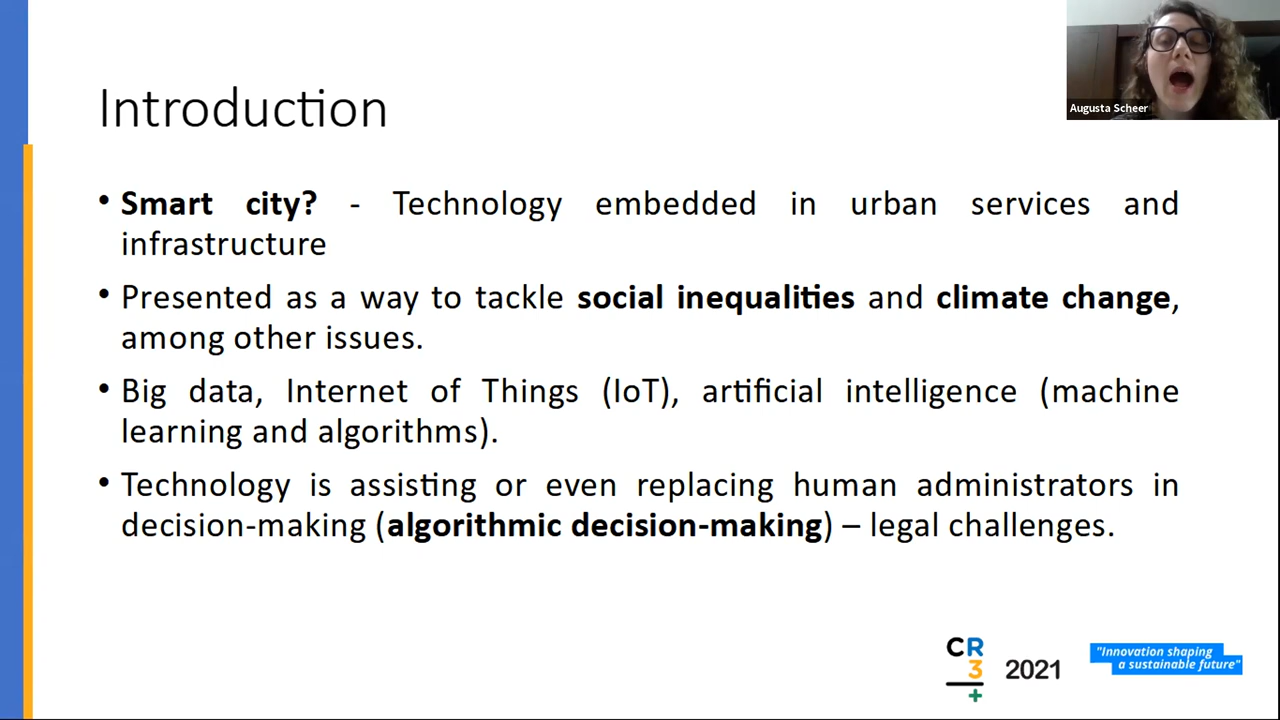 Augusta Scheer
Introduction
• Smart city? - Technology embedded in urban services and
infrastructure
• Presented as a way to tackle social inequalities and climate change,
among other issues.
• Big data, Internet of Things (IoT), artificial intelligence (machine
learning and algorithms).
• Technology is assisting or even replacing human administrators in
decision-making (algorithmic decision-making) – legal challenges.
CR
3
+
2021
"Innovation shaping
a sustainable future"